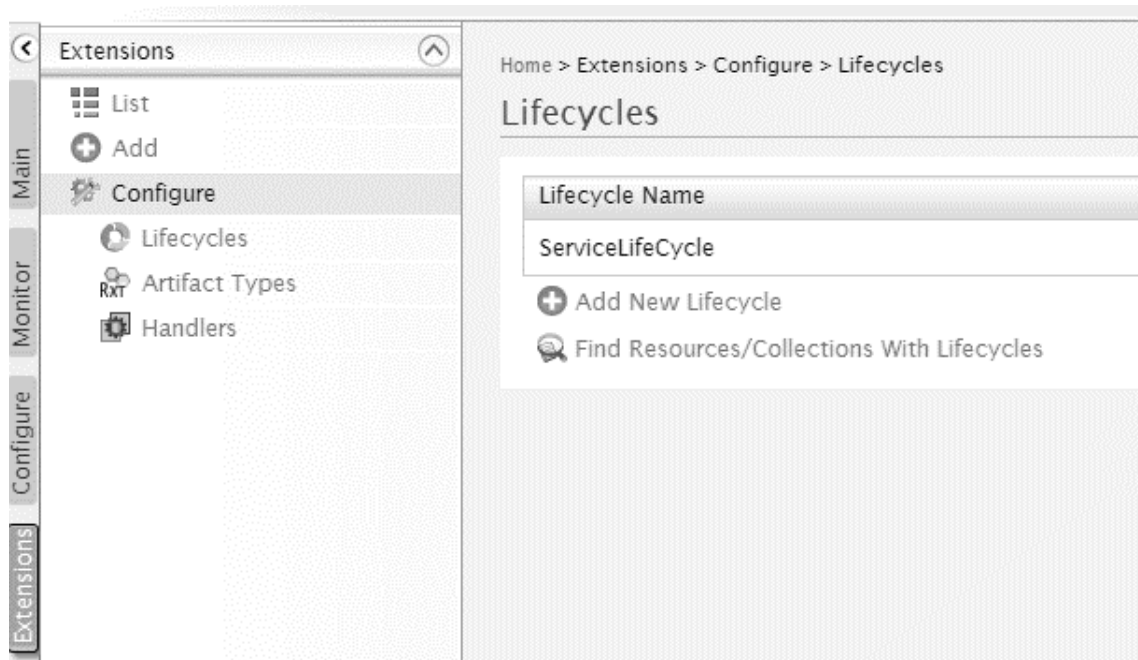 Main
Monitor
Configure
Extensions
Extensions
List
Add
Configure
Lifecycles
RXT Artifact Types
Handlers
Home > Extensions > Configure > Lifecycles
Lifecycles
Lifecycle Name
ServiceLifeCycle
Add New Lifecycle
Find Resources/Collections With Lifecycles